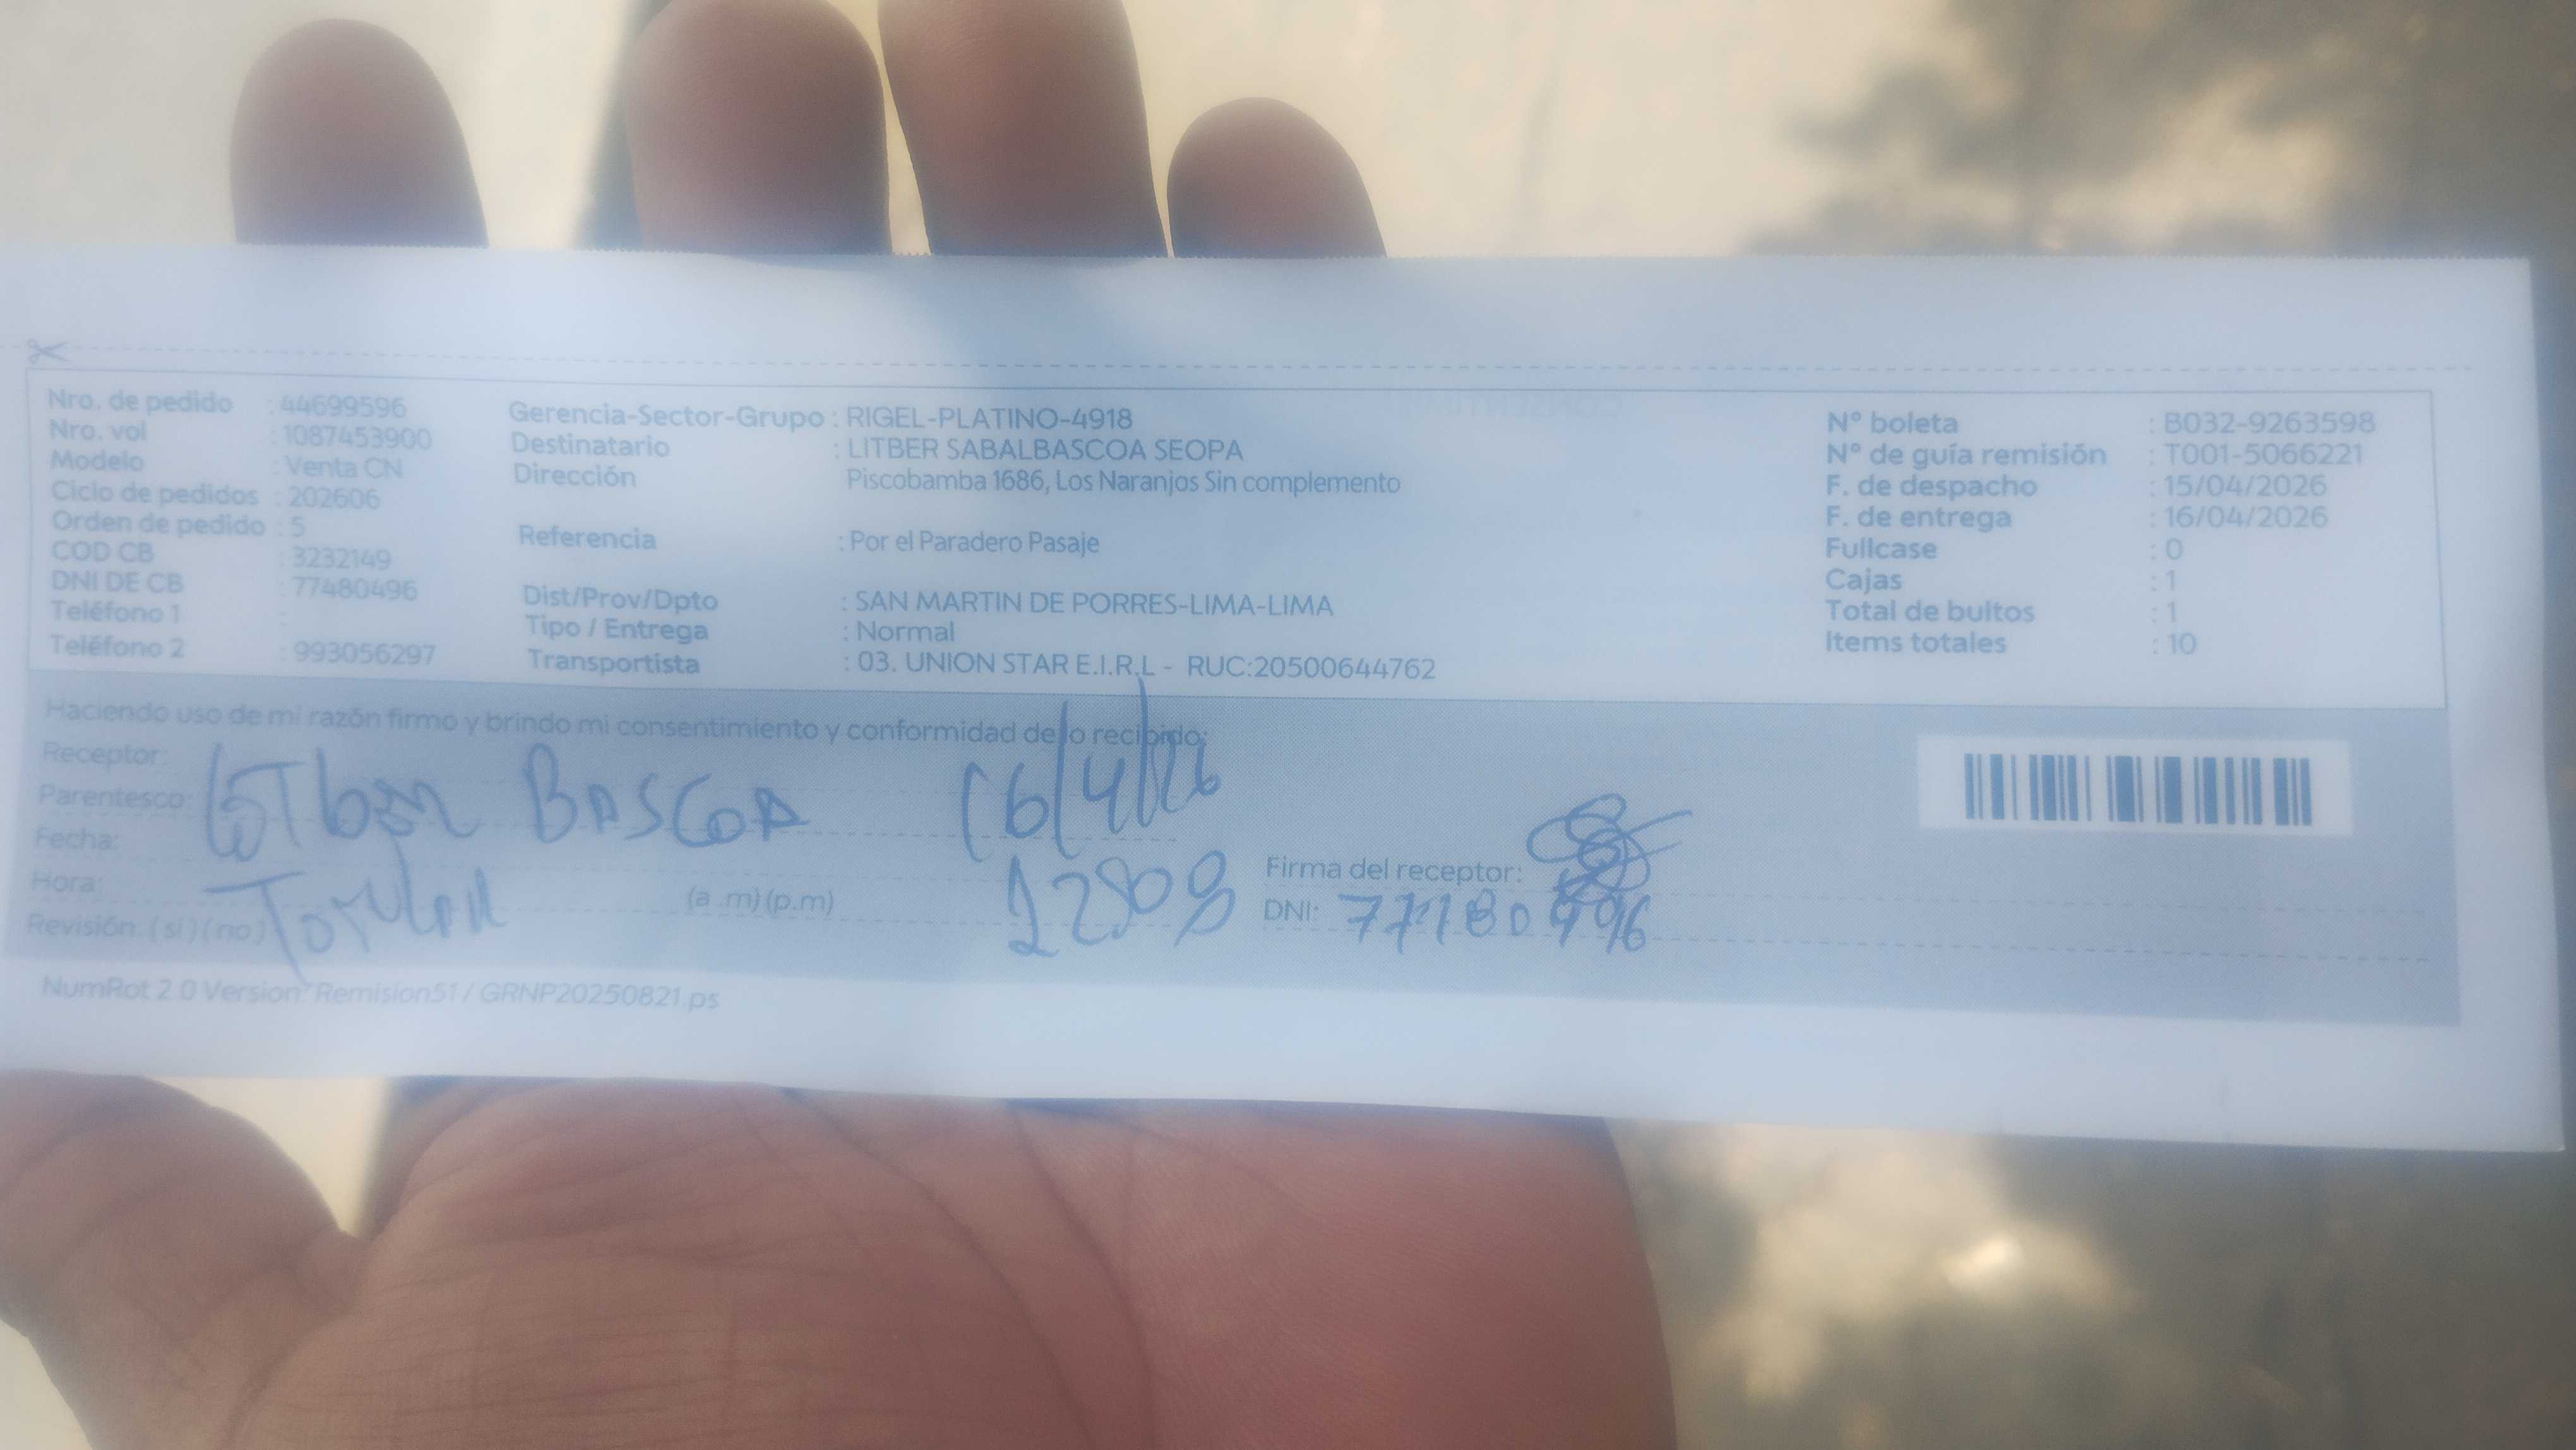 Nro. de pedido : 44699596
Nro. vol : 1087453900
Modelo : Venta CN
Ciclo de pedidos : 202606
Orden de pedido : 5
COD CB : 3232149
DNI DE CB : 77480496
Teléfono 1 :
Teléfono 2 : 993056297
Gerencia-Sector-Grupo : RIGEL-PLATINO-4918
Destinatario : LITBER SABALBASCOA SEOPA
Dirección Piscobamba 1686, Los Naranjos Sin complemento
Referencia : Por el Paradero Pasaje
Dist/Prov/Dpto : SAN MARTIN DE PORRES-LIMA-LIMA
Tipo / Entrega : Normal
Transportista : 03. UNION STAR E.I.R.L - RUC:20500644762
N° boleta : B032-9263598
N° de guía remisión : T001-5066221
F. de despacho : 15/04/2026
F. de entrega : 16/04/2026
Fullcase : 0
Cajas : 1
Total de bultos : 1
Items totales : 10
Haciendo uso de mi razón firmo y brindo mi consentimiento y conformidad de lo recibido:
Receptor:
Parentesco: BASCOA 16/4/26
Fecha:
Hora: (a .m) (p.m)
Revisión: (si) (no)
Firma del receptor:
DNI:
NumRot 2.0 Version: Remision51 / GRNP20250821.ps